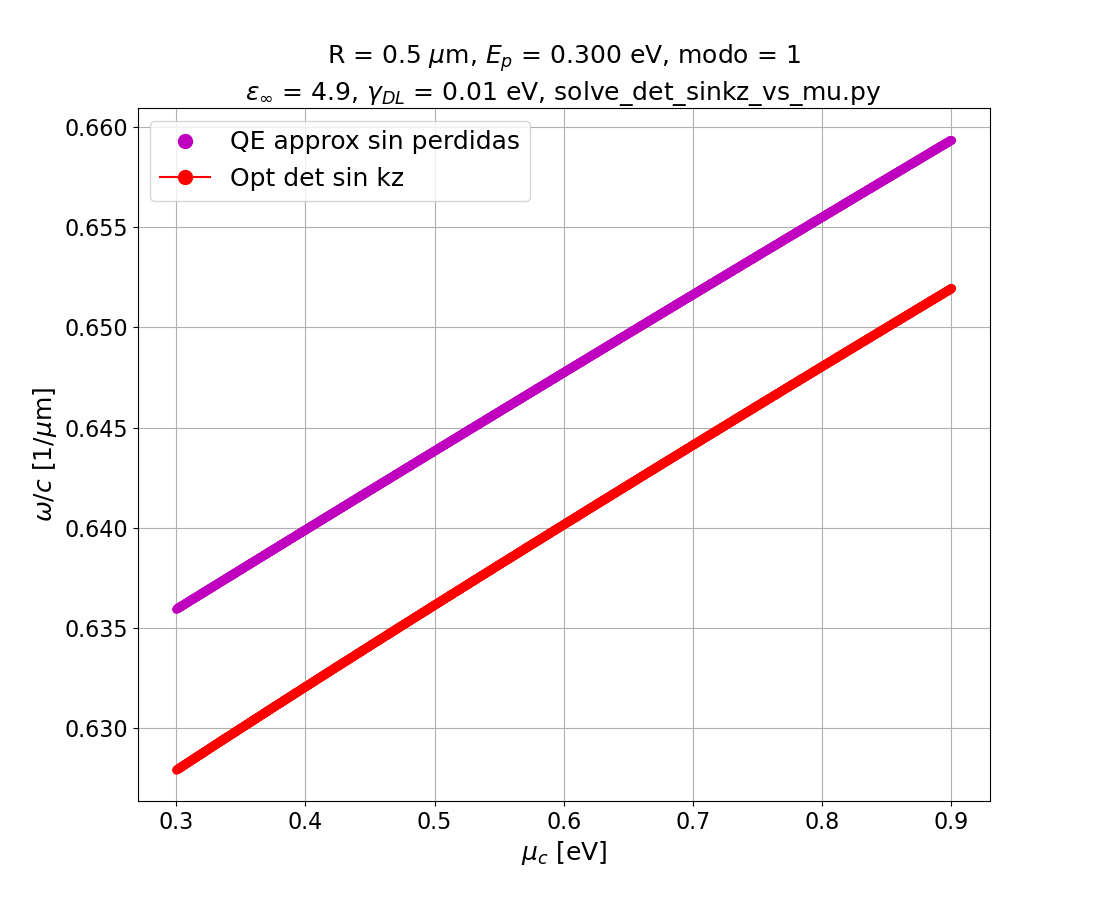 R = 0.5 μm, E_p = 0.300 eV, modo = 1
ε_∞ = 4.9, γ_DL = 0.01 eV, solve_det_sinkz_vs_mu.py
QE approx sin perdidas
Opt det sin kz
0.660
0.655
0.650
0.645
0.640
0.635
0.630
ω/c [1/μm]
0.3 0.4 0.5 0.6 0.7 0.8 0.9
μ_c [eV]